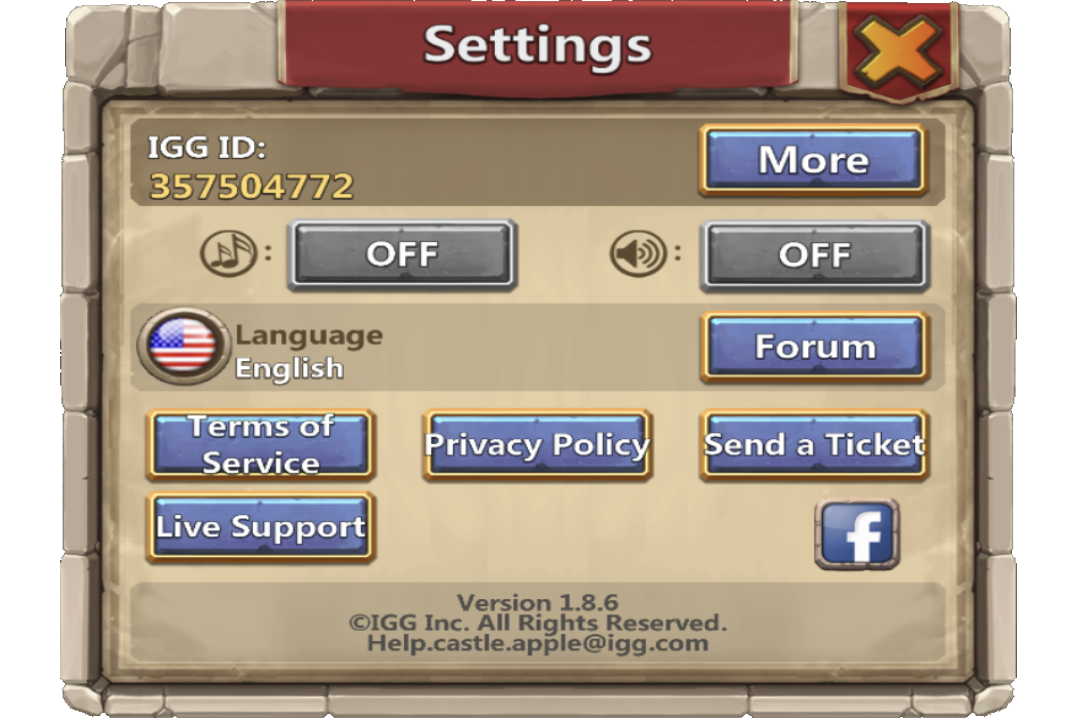 Settings
IGG ID:
357504772
More
: OFF
: OFF
Language
English
Forum
Terms of
Service
Privacy Policy
Send a Ticket
Live Support
f
Version 1.8.6
©IGG Inc. All Rights Reserved.
Help.castle.apple@igg.com